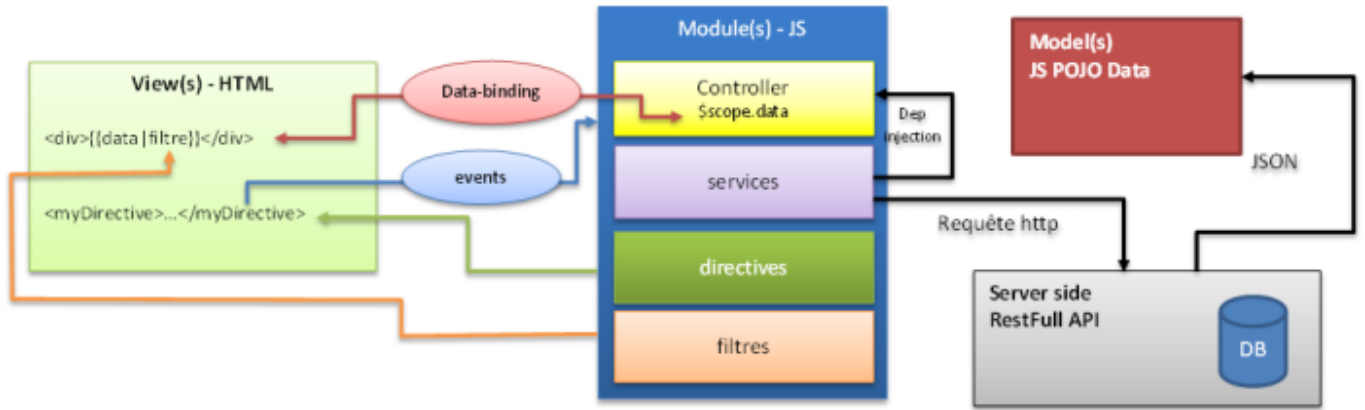 View(s) - HTML
<div>{{data|filtre}}</div>
<myDirective>...</myDirective>
Data-binding
events
Module(s) - JS
Controller
$scope.data
services
directives
filtres
Dep
injection
Requête http
Model(s)
JS POJO Data
JSON
Server side
RestFull API
DB